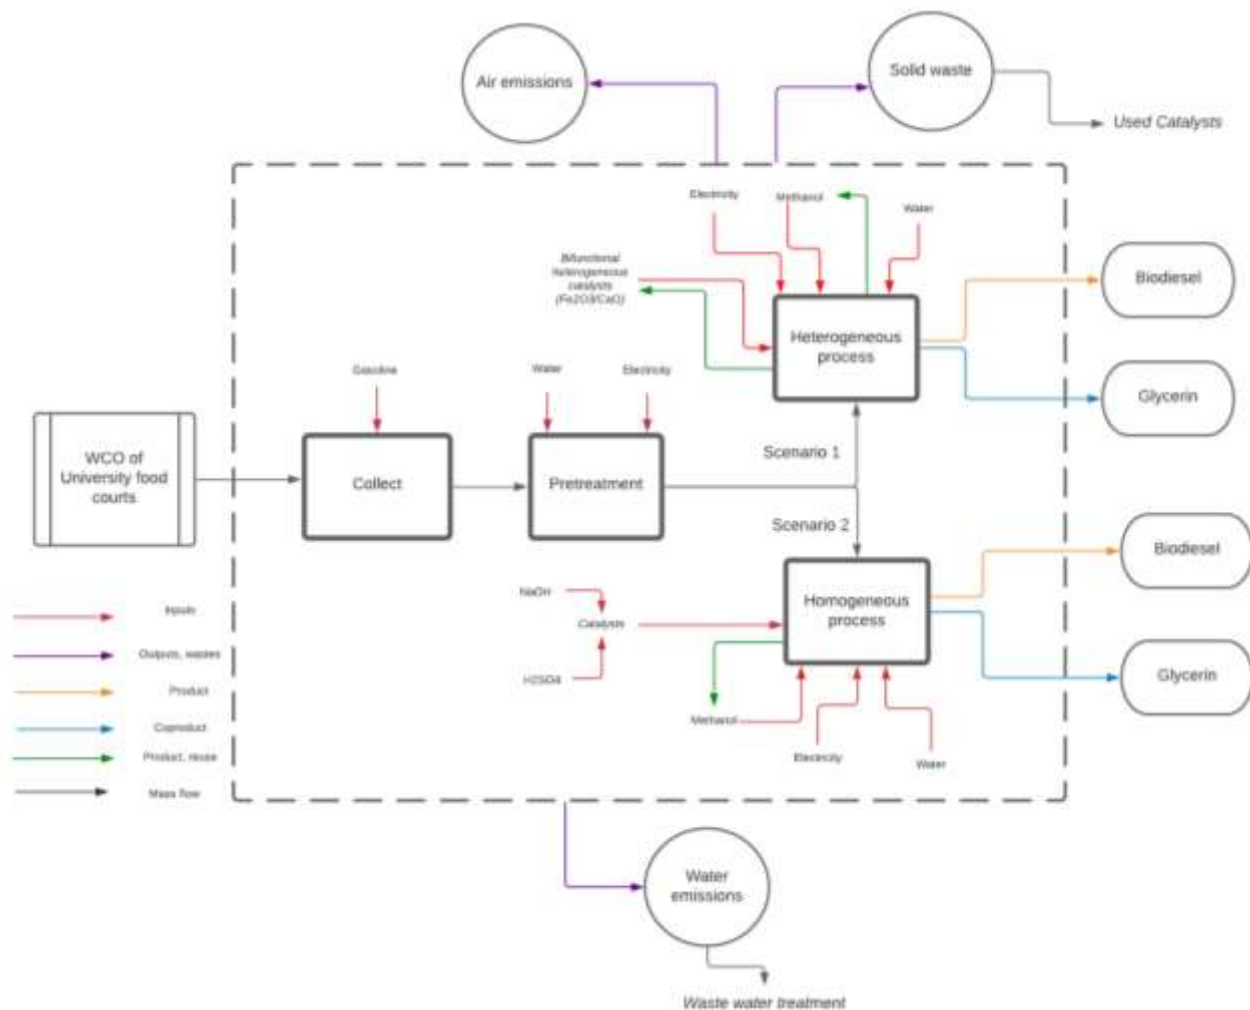 Air emissions
Solid waste
Used Catalysts
Electricity
Methanol
Water
Bifunctional
heterogeneous
catalysts
(Fe2O3/CaO)
Heterogeneous
process
Biodiesel
Glycerin
Gasoline
Water
Electricity
WCO of
University food
courts
Collect
Pretreatment
Scenario 1
Scenario 2
Homogeneous
process
Biodiesel
Glycerin
NaOH
Catalysts
H2SO4
Methanol
Electricity
Water
Inputs
Outputs, wastes
Product
Coproduct
Product, reuse
Mass flow
Water
emissions
Waste water treatment